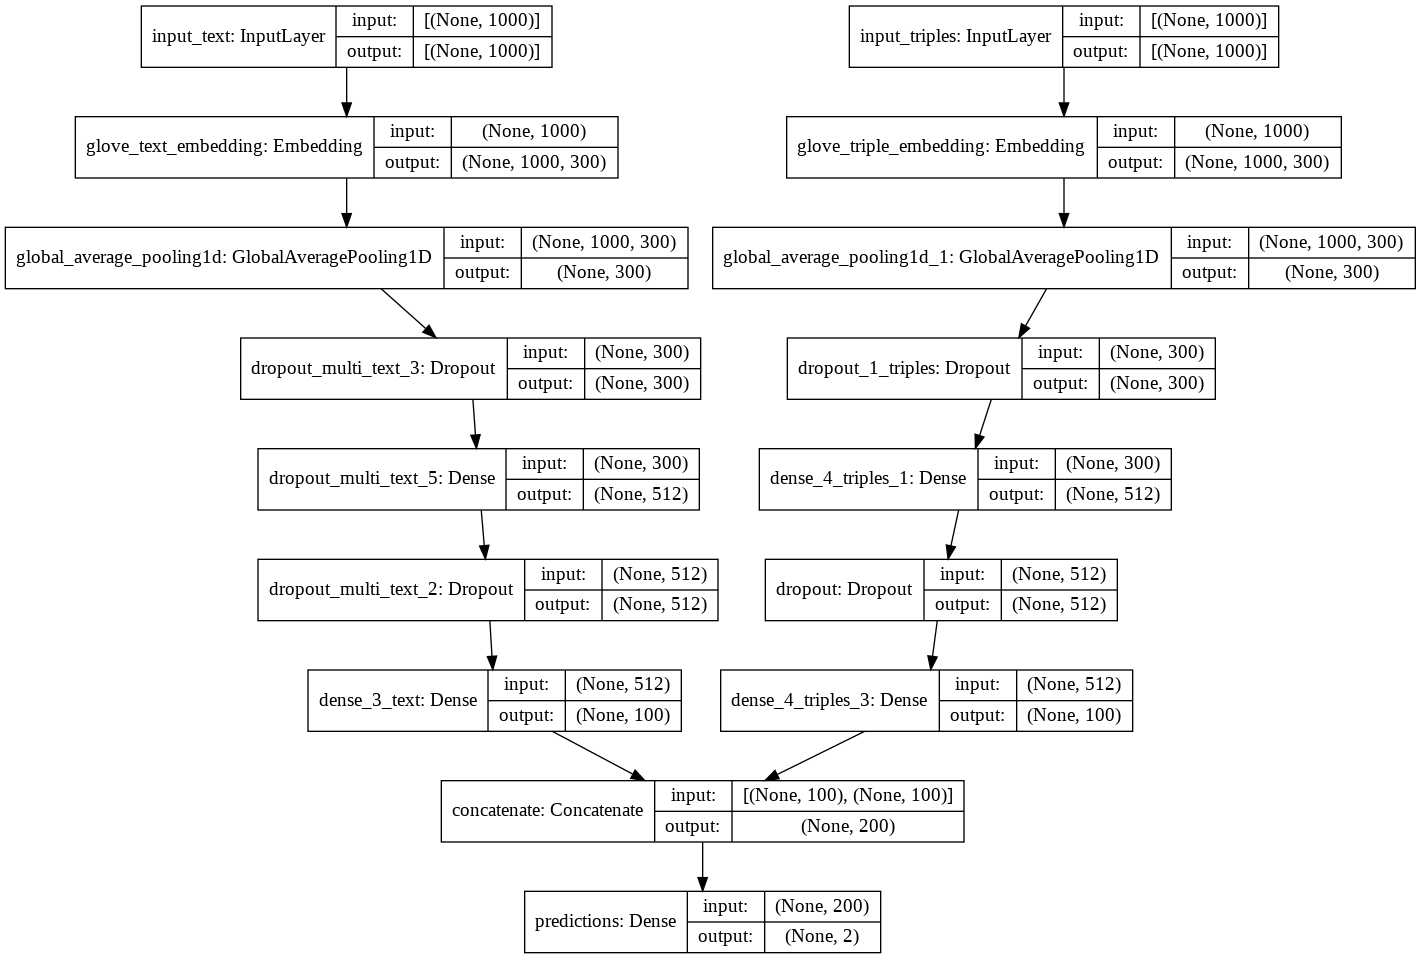 input_text: InputLayer
input: [(None, 1000)]
output: [(None, 1000)]
input_triples: InputLayer
input: [(None, 1000)]
output: [(None, 1000)]
glove_text_embedding: Embedding
input: (None, 1000)
output: (None, 1000, 300)
glove_triple_embedding: Embedding
input: (None, 1000)
output: (None, 1000, 300)
global_average_pooling1d: GlobalAveragePooling1D
input: (None, 1000, 300)
output: (None, 300)
global_average_pooling1d_1: GlobalAveragePooling1D
input: (None, 1000, 300)
output: (None, 300)
dropout_multi_text_3: Dropout
input: (None, 300)
output: (None, 300)
dropout_1_triples: Dropout
input: (None, 300)
output: (None, 300)
dropout_multi_text_5: Dense
input: (None, 300)
output: (None, 512)
dense_4_triples_1: Dense
input: (None, 300)
output: (None, 512)
dropout_multi_text_2: Dropout
input: (None, 512)
output: (None, 512)
dropout: Dropout
input: (None, 512)
output: (None, 512)
dense_3_text: Dense
input: (None, 512)
output: (None, 100)
dense_4_triples_3: Dense
input: (None, 512)
output: (None, 100)
concatenate: Concatenate
input: [(None, 100), (None, 100)]
output: (None, 200)
predictions: Dense
input: (None, 200)
output: (None, 2)